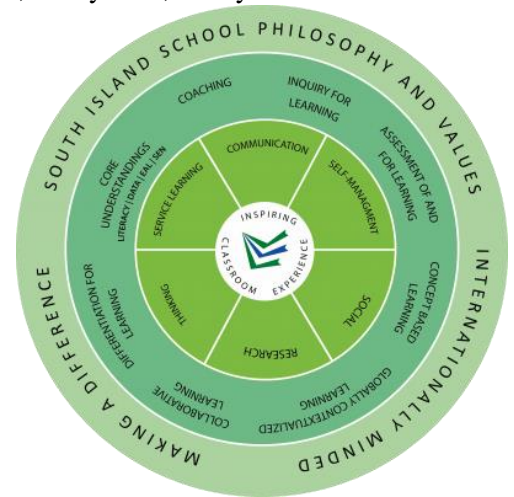 SOUTH ISLAND SCHOOL PHILOSOPHY AND VALUES
INTERNATIONALLY MINDED
MAKING A DIFFERENCE
COACHING
INQUIRY FOR
LEARNING
ASSESSMENT OF AND
FOR LEARNING
CONCEPT BASED
LEARNING
GLOBALLY CONTEXTUALIZED
LEARNING
COLLABORATIVE
LEARNING
DIFFERENTIATION FOR
LEARNING
CORE
UNDERSTANDINGS
LITERACY | DATA | EAL | SEN
COMMUNICATION
SELF-MANAGMENT
SOCIAL
RESEARCH
THINKING
SERVICE LEARNING
INSPIRING
CLASSROOM EXPERIENCE